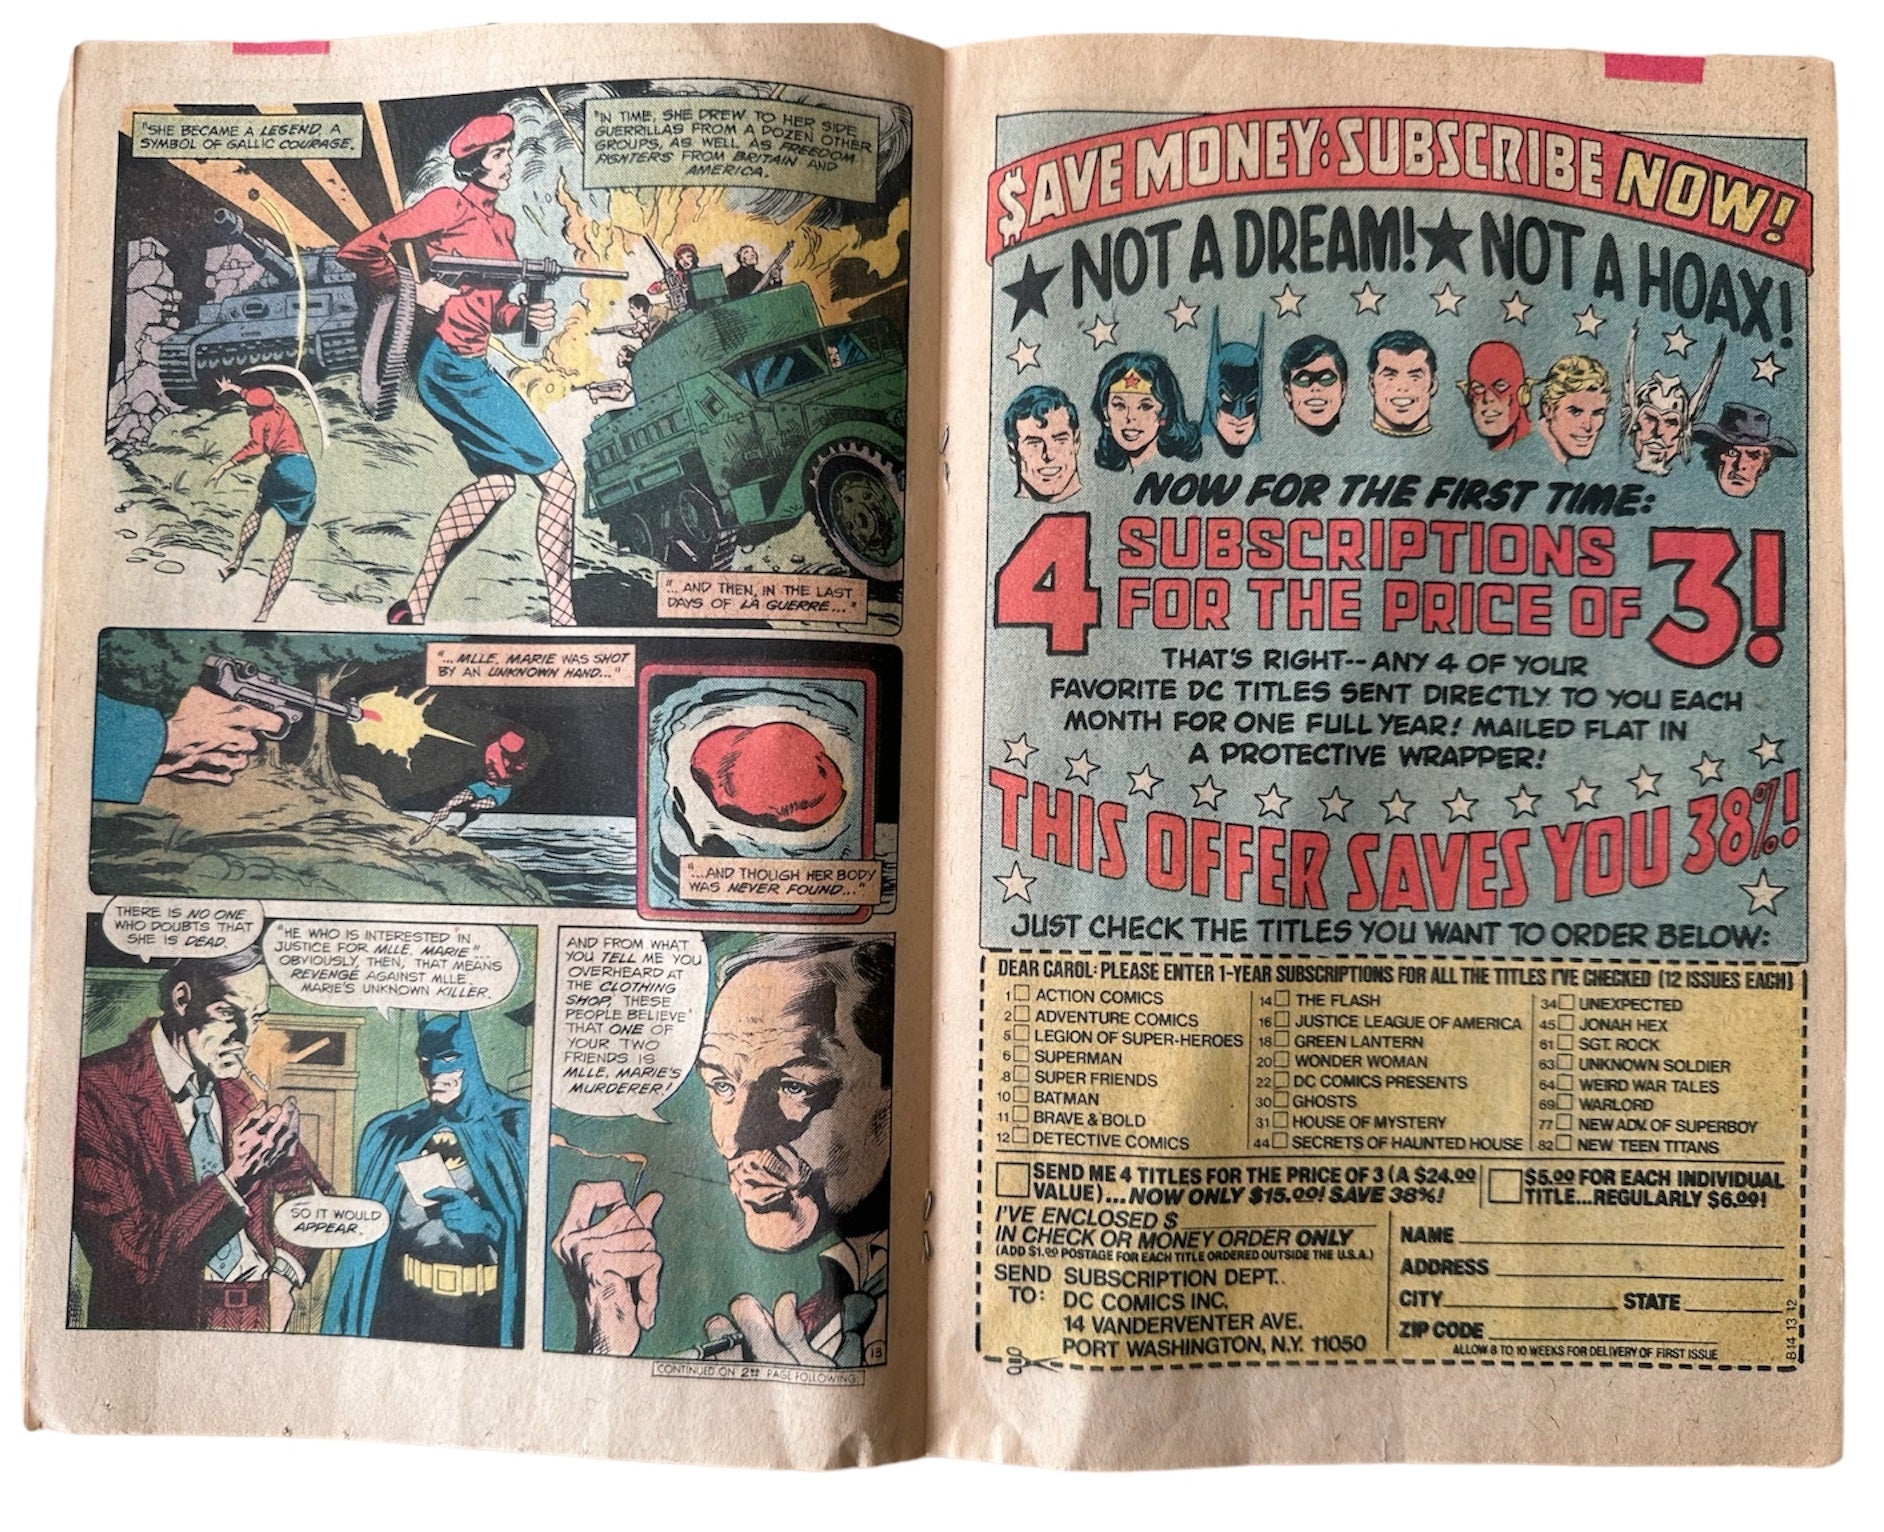 "SHE BECAME A LEGEND, A
SYMBOL OF GALLIC COURAGE.
"IN TIME, SHE DREW TO HER SIDE
GUERRILLAS FROM A DOZEN OTHER
GROUPS, AS WELL AS FREEDOM
FIGHTERS FROM BRITAIN AND
AMERICA.
"... AND THEN, IN THE LAST
DAYS OF LA GUERRE..."
"...MLLE. MARIE WAS SHOT
BY AN UNKNOWN HAND..."
"...AND THOUGH HER BODY
WAS NEVER FOUND..."
THERE IS NO ONE
WHO DOUBTS THAT
SHE IS DEAD.
"HE WHO IS INTERESTED IN
JUSTICE FOR MLLE. MARIE"...
OBVIOUSLY, THEN, THAT MEANS
REVENGE AGAINST MLLE.
MARIE'S UNKNOWN KILLER.
SO IT WOULD
APPEAR.
AND FROM WHAT
YOU TELL ME YOU
OVERHEARD AT
THE CLOTHING
SHOP, THESE
PEOPLE BELIEVE
THAT ONE OF
YOUR TWO
FRIENDS IS
MLLE. MARIE'S
MURDERER!
13
CONTINUED ON 2ND PAGE FOLLOWING.
$AVE MONEY: SUBSCRIBE NOW!
★ NOT A DREAM! ★ NOT A HOAX!
NOW FOR THE FIRST TIME:
4 SUBSCRIPTIONS
FOR THE PRICE OF 3!
THAT'S RIGHT--ANY 4 OF YOUR
FAVORITE DC TITLES SENT DIRECTLY TO YOU EACH
MONTH FOR ONE FULL YEAR! MAILED FLAT IN
A PROTECTIVE WRAPPER!
THIS OFFER SAVES YOU 38%!
JUST CHECK THE TITLES YOU WANT TO ORDER BELOW:
DEAR CAROL: PLEASE ENTER 1-YEAR SUBSCRIPTIONS FOR ALL THE TITLES I'VE CHECKED (12 ISSUES EACH)
1 ☐ ACTION COMICS
2 ☐ ADVENTURE COMICS
5 ☐ LEGION OF SUPER-HEROES
6 ☐ SUPERMAN
8 ☐ SUPER FRIENDS
10 ☐ BATMAN
11 ☐ BRAVE & BOLD
12 ☐ DETECTIVE COMICS
14 ☐ THE FLASH
16 ☐ JUSTICE LEAGUE OF AMERICA
18 ☐ GREEN LANTERN
20 ☐ WONDER WOMAN
22 ☐ DC COMICS PRESENTS
30 ☐ GHOSTS
31 ☐ HOUSE OF MYSTERY
44 ☐ SECRETS OF HAUNTED HOUSE
34 ☐ UNEXPECTED
45 ☐ JONAH HEX
61 ☐ SGT. ROCK
63 ☐ UNKNOWN SOLDIER
64 ☐ WEIRD WAR TALES
69 ☐ WARLORD
77 ☐ NEW ADV. OF SUPERBOY
82 ☐ NEW TEEN TITANS
☐ SEND ME 4 TITLES FOR THE PRICE OF 3 (A $24.00
VALUE)...NOW ONLY $15.00! SAVE 38%!
☐ $5.00 FOR EACH INDIVIDUAL
TITLE...REGULARLY $6.00!
I'VE ENCLOSED $
IN CHECK OR MONEY ORDER ONLY
(ADD $1.00 POSTAGE FOR EACH TITLE ORDERED OUTSIDE THE U.S.A.)
SEND TO: SUBSCRIPTION DEPT.
DC COMICS INC.
14 VANDERVENTER AVE.
PORT WASHINGTON, N.Y. 11050
NAME
ADDRESS
CITY STATE
ZIP CODE
ALLOW 8 TO 10 WEEKS FOR DELIVERY OF FIRST ISSUE
B44 13 12